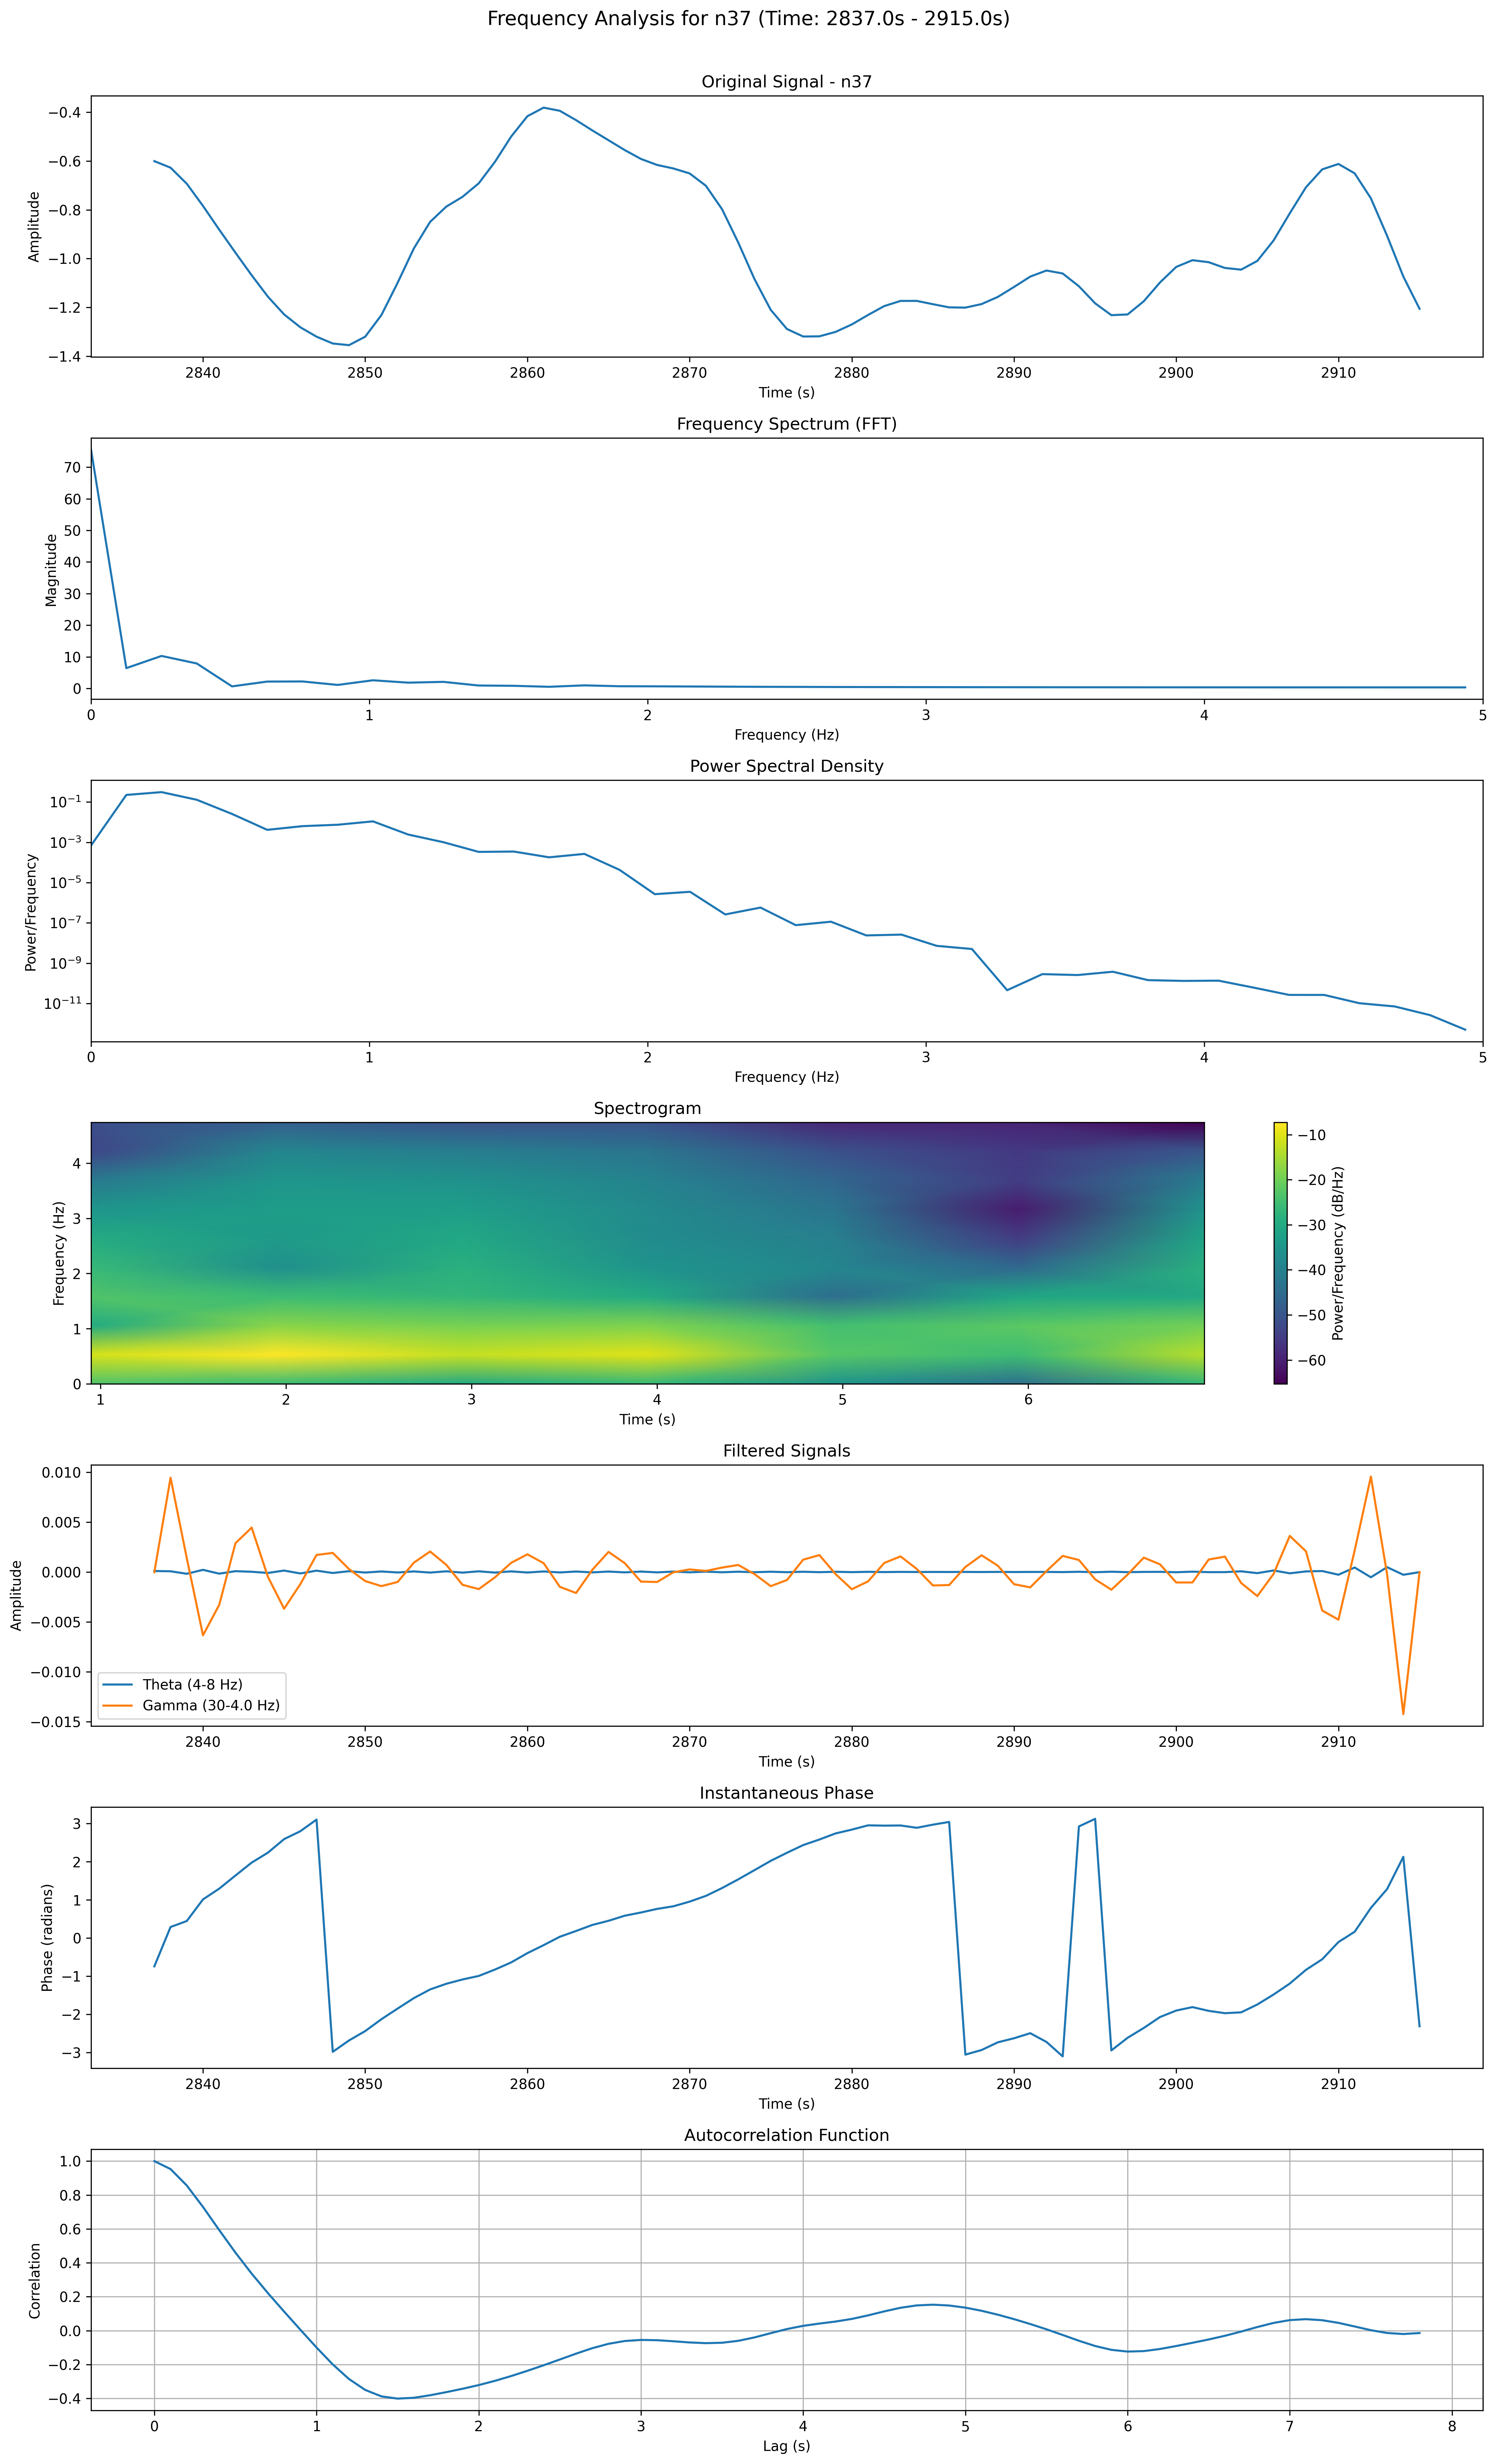 Frequency Analysis for n37 (Time: 2837.0s - 2915.0s)
Original Signal - n37
Amplitude
−0.4
−0.6
−0.8
−1.0
−1.2
−1.4
2840 2850 2860 2870 2880 2890 2900 2910
Time (s)
Frequency Spectrum (FFT)
Magnitude
70
60
50
40
30
20
10
0
0 1 2 3 4 5
Frequency (Hz)
Power Spectral Density
Power/Frequency
10⁻¹
10⁻³
10⁻⁵
10⁻⁷
10⁻⁹
10⁻¹¹
0 1 2 3 4 5
Frequency (Hz)
Spectrogram
Frequency (Hz)
4
3
2
1
0
1 2 3 4 5 6
Time (s)
−10
−20
−30
−40
−50
−60
Power/Frequency (dB/Hz)
Filtered Signals
Amplitude
0.010
0.005
0.000
−0.005
−0.010
−0.015
Theta (4-8 Hz)
Gamma (30-4.0 Hz)
2840 2850 2860 2870 2880 2890 2900 2910
Time (s)
Instantaneous Phase
Phase (radians)
3
2
1
0
−1
−2
−3
2840 2850 2860 2870 2880 2890 2900 2910
Time (s)
Autocorrelation Function
Correlation
1.0
0.8
0.6
0.4
0.2
0.0
−0.2
−0.4
0 1 2 3 4 5 6 7 8
Lag (s)